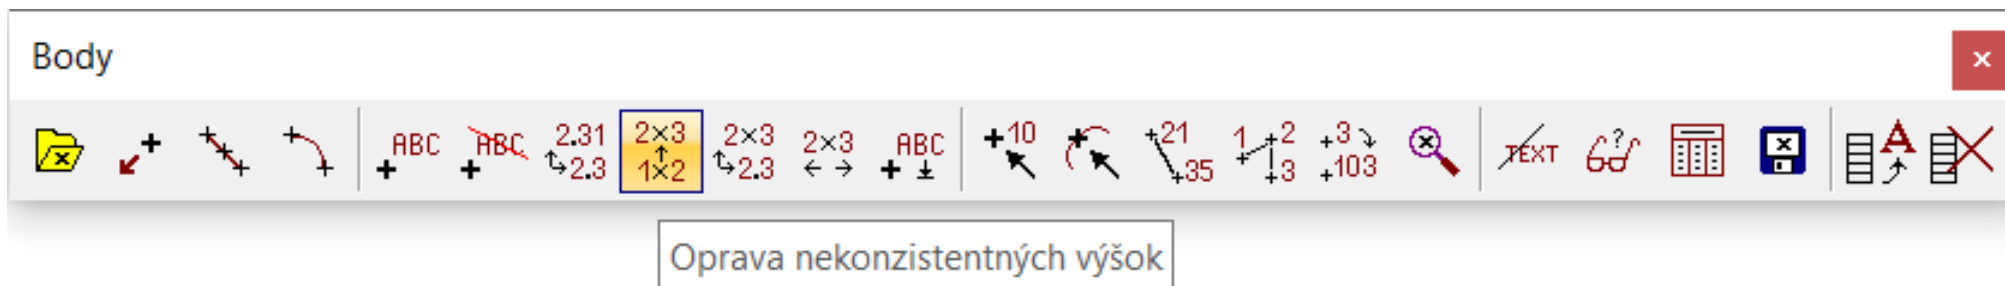 Body
ABC ABC 2.31 2×3 2×3 2×3 ABC +10 +21 1 +2 +3 TEXT ? A
2.3 1×2 2.3 +35 +3 +103
Oprava nekonzistentných výšok